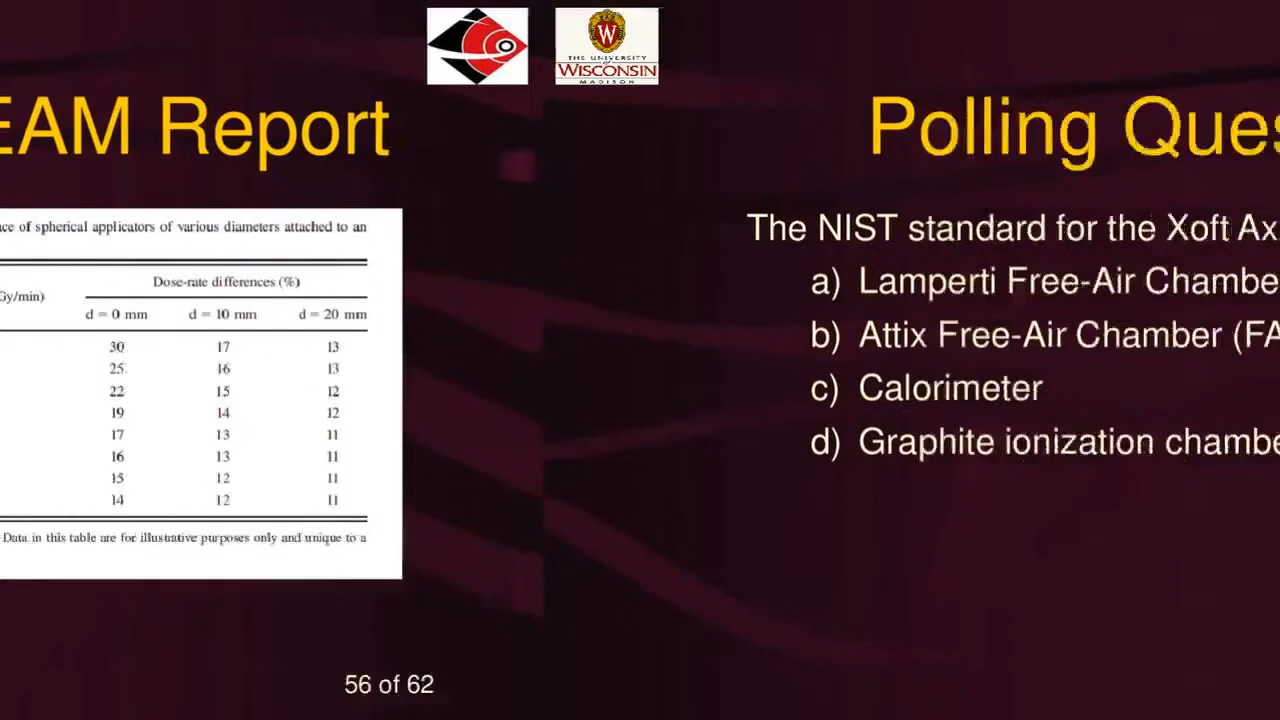 THE UNIVERSITY
of
WISCONSIN
MADISON
EAM Report
ce of spherical applicators of various diameters attached to an
Gy/min)
Dose-rate differences (%)
d = 0 mm d = 10 mm d = 20 mm
30 17 13
25 16 13
22 15 12
19 14 12
17 13 11
16 13 11
15 12 11
14 12 11
Data in this table are for illustrative purposes only and unique to a
56 of 62
Polling Ques
The NIST standard for the Xoft Ax
a) Lamperti Free-Air Chambe
b) Attix Free-Air Chamber (FA
c) Calorimeter
d) Graphite ionization chambe